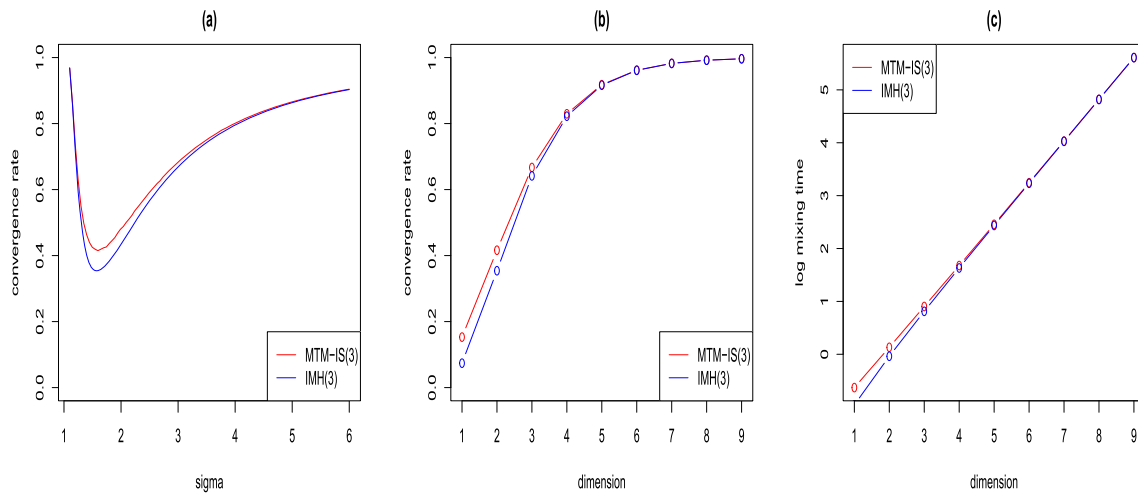 (a)
convergence rate
0.0 0.2 0.4 0.6 0.8 1.0
1 2 3 4 5 6
sigma
MTM−IS(3)
IMH(3)
(b)
convergence rate
0.0 0.2 0.4 0.6 0.8 1.0
1 2 3 4 5 6 7 8 9
dimension
MTM−IS(3)
IMH(3)
(c)
log mixing time
0 1 2 3 4 5
1 2 3 4 5 6 7 8 9
dimension
MTM−IS(3)
IMH(3)